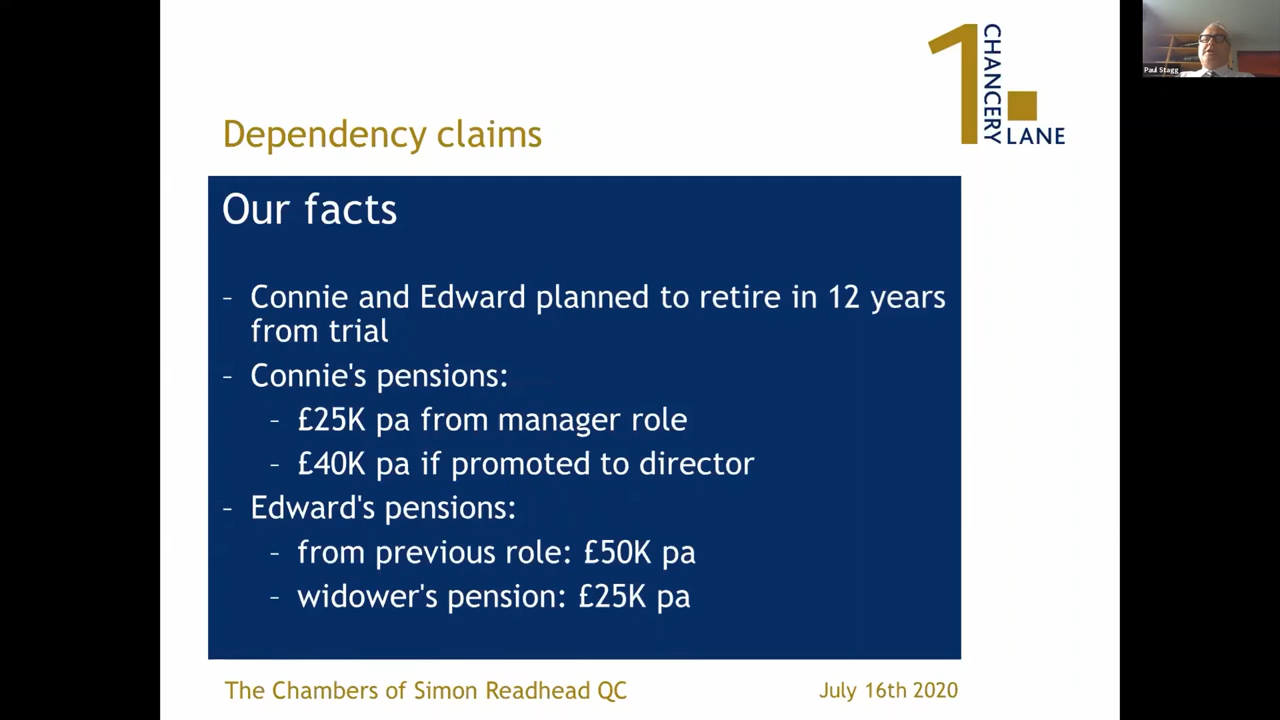 1 CHANCERY LANE
Paul Stagg
Dependency claims
Our facts
– Connie and Edward planned to retire in 12 years
from trial
– Connie's pensions:
– £25K pa from manager role
– £40K pa if promoted to director
– Edward's pensions:
– from previous role: £50K pa
– widower's pension: £25K pa
The Chambers of Simon Readhead QC
July 16th 2020